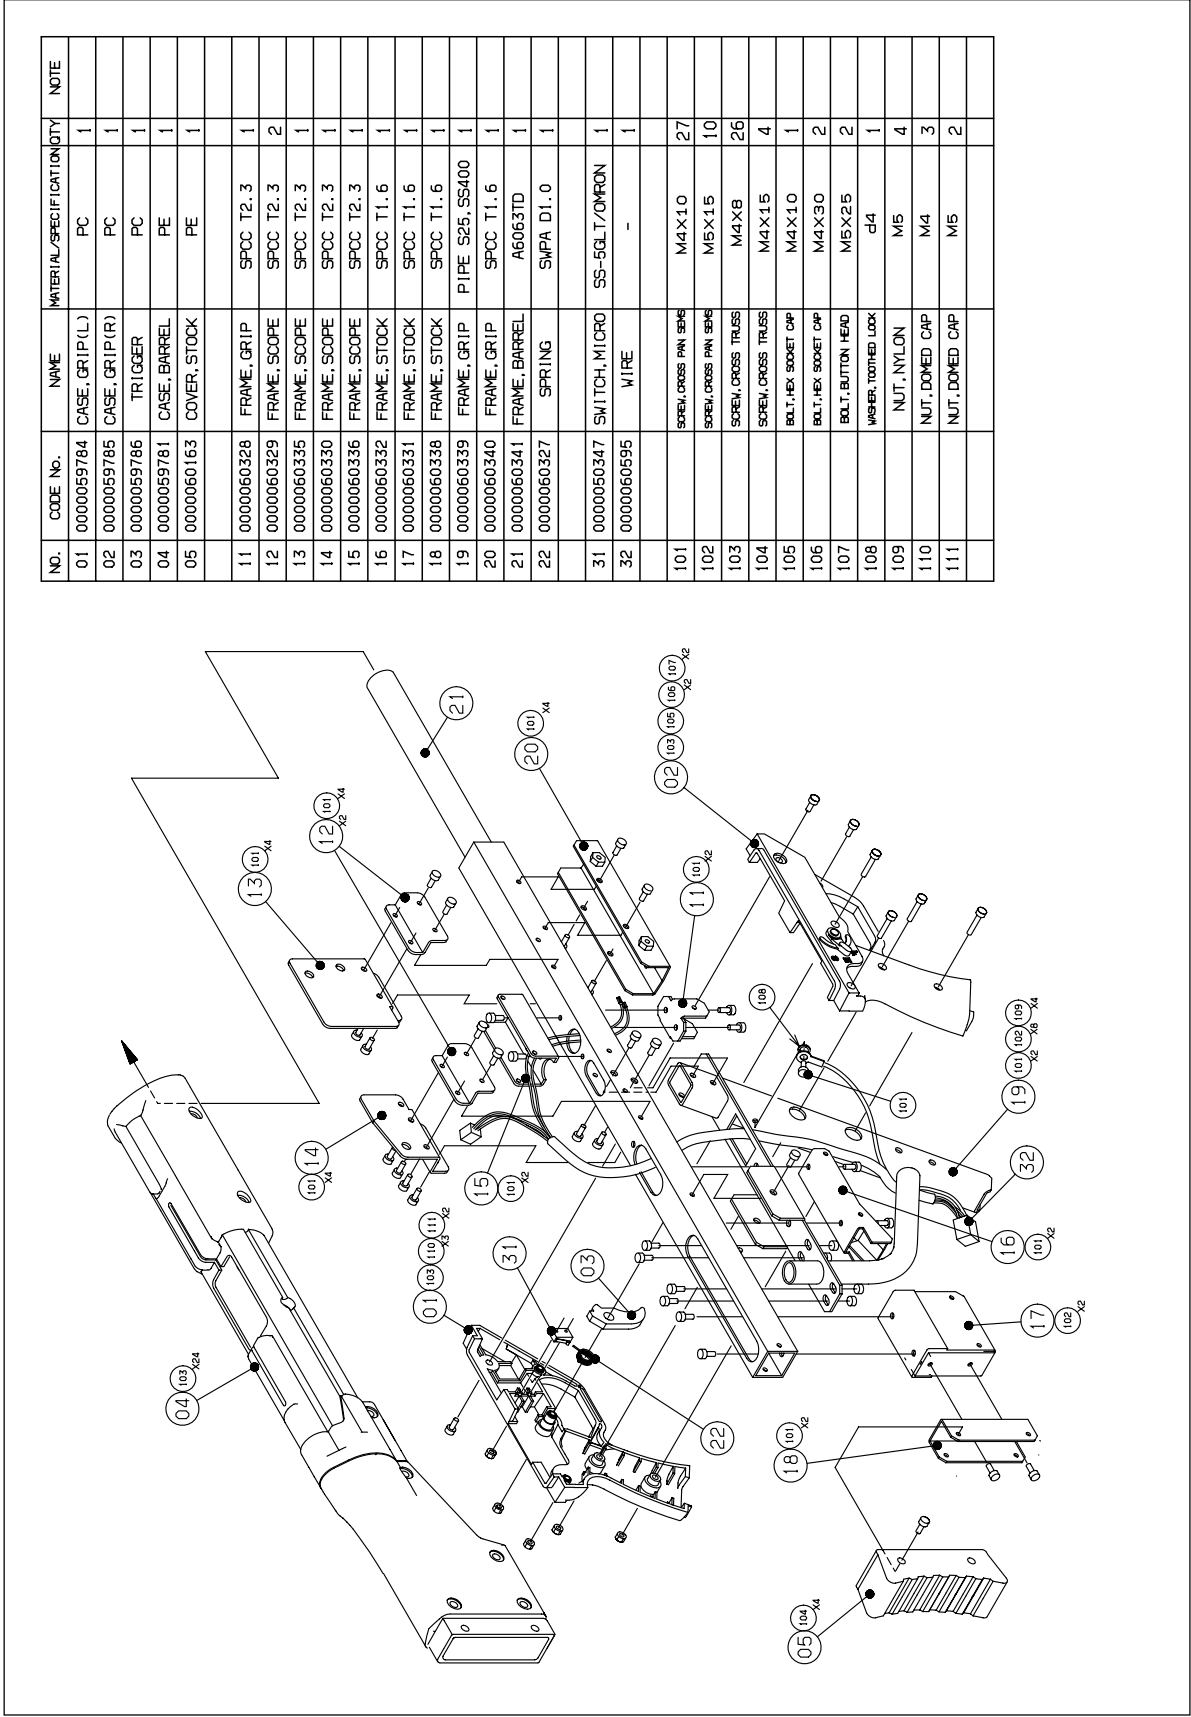 NO. CODE No. NAME MATERIAL/SPECIFICATION QTY NOTE
01 0000059784 CASE, GRIP(L) PC 1
02 0000059785 CASE, GRIP(R) PC 1
03 0000059786 TRIGGER PC 1
04 0000059781 CASE, BARREL PE 1
05 0000060163 COVER, STOCK PE 1
11 0000060328 FRAME, GRIP SPCC T2.3 1
12 0000060329 FRAME, SCOPE SPCC T2.3 2
13 0000060335 FRAME, SCOPE SPCC T2.3 1
14 0000060330 FRAME, SCOPE SPCC T2.3 1
15 0000060336 FRAME, SCOPE SPCC T2.3 1
16 0000060332 FRAME, STOCK SPCC T1.6 1
17 0000060331 FRAME, STOCK SPCC T1.6 1
18 0000060338 FRAME, STOCK SPCC T1.6 1
19 0000060339 FRAME, GRIP PIPE S25, SS400 1
20 0000060340 FRAME, GRIP SPCC T1.6 1
21 0000060341 FRAME, BARREL A6063TD 1
22 0000060327 SPRING SWPA D1.0 1
31 0000050347 SWITCH, MICRO SS-5GLT/OMRON 1
32 0000060595 WIRE - 1
101 SCREW, CROSS PAN SEMS M4X10 27
102 SCREW, CROSS PAN SEMS M5X15 10
103 SCREW, CROSS TRUSS M4X8 26
104 SCREW, CROSS TRUSS M4X15 4
105 BOLT, HEX SOCKET CAP M4X10 1
106 BOLT, HEX SOCKET CAP M4X30 2
107 BOLT, BUTTON HEAD M5X25 2
108 WASHER, TOOTHED LOCK d4 1
109 NUT, NYLON M5 4
110 NUT, DOMED CAP M4 3
111 NUT, DOMED CAP M5 2
04 103 X24
13 101 X4
12 X2 101 X4
21
14 101 X4
15 101 X2
20 101 X4
11 101 X2
02 103 105 106 X2 107 X2
01 103 110 X3 111 X2
31
03
22
108
101
19 101 X2 102 X8 109 X4
32
16 101 X2
17 102 X2
18 101 X2
05 104 X4